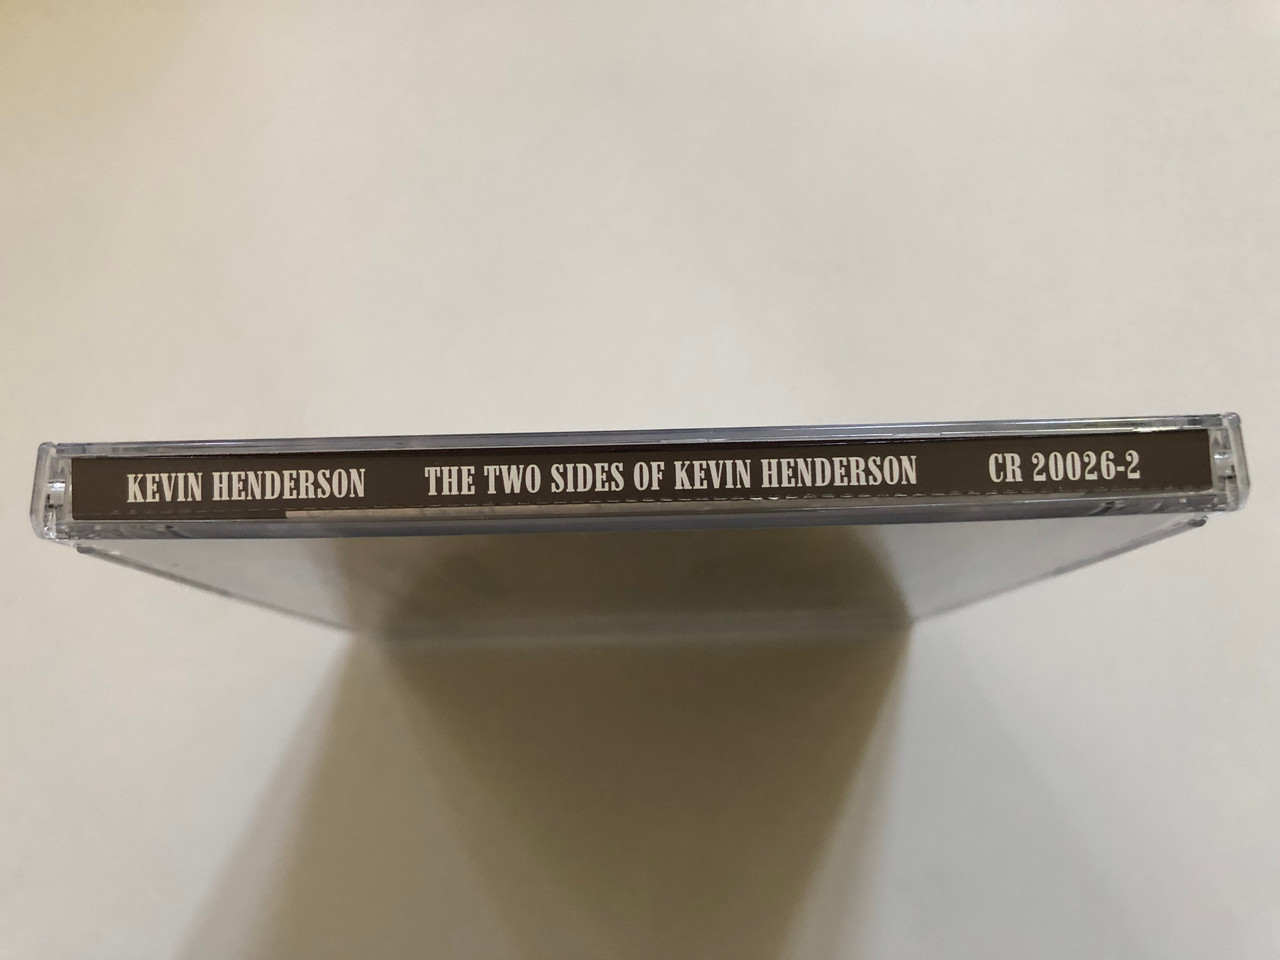 KEVIN HENDERSON THE TWO SIDES OF KEVIN HENDERSON CR 20026-2